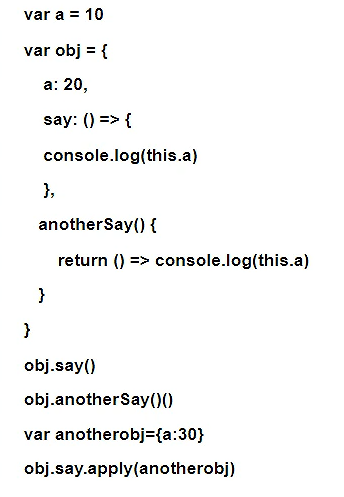 var a = 10
var obj = {
a: 20,
say: () => {
console.log(this.a)
},
anotherSay() {
return () => console.log(this.a)
}
}
obj.say()
obj.anotherSay()()
var anotherobj={a:30}
obj.say.apply(anotherobj)